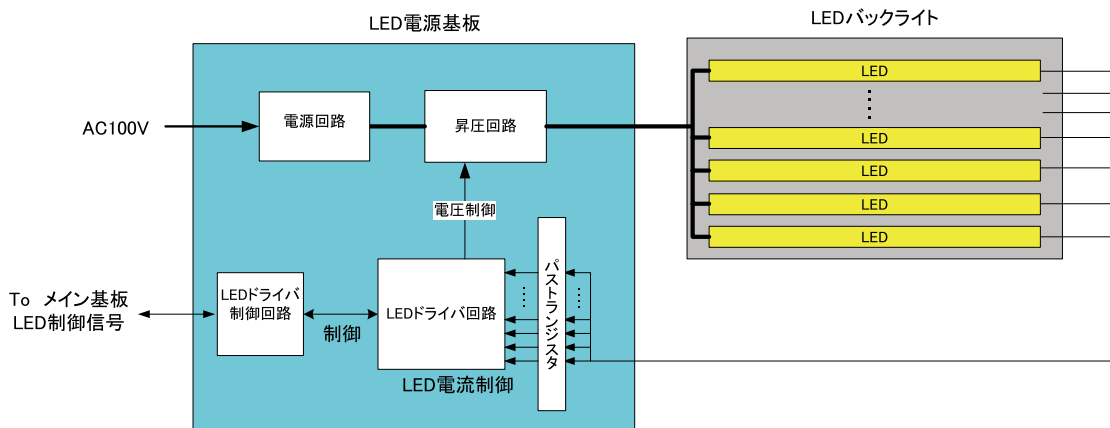 LED電源基板
LEDバックライト
LED
AC100V
電源回路
昇圧回路
LED
LED
電圧制御
LED
LED
パストランジスタ
To メイン基板
LED制御信号
LEDドライバ
制御回路
制御
LEDドライバ回路
LED電流制御